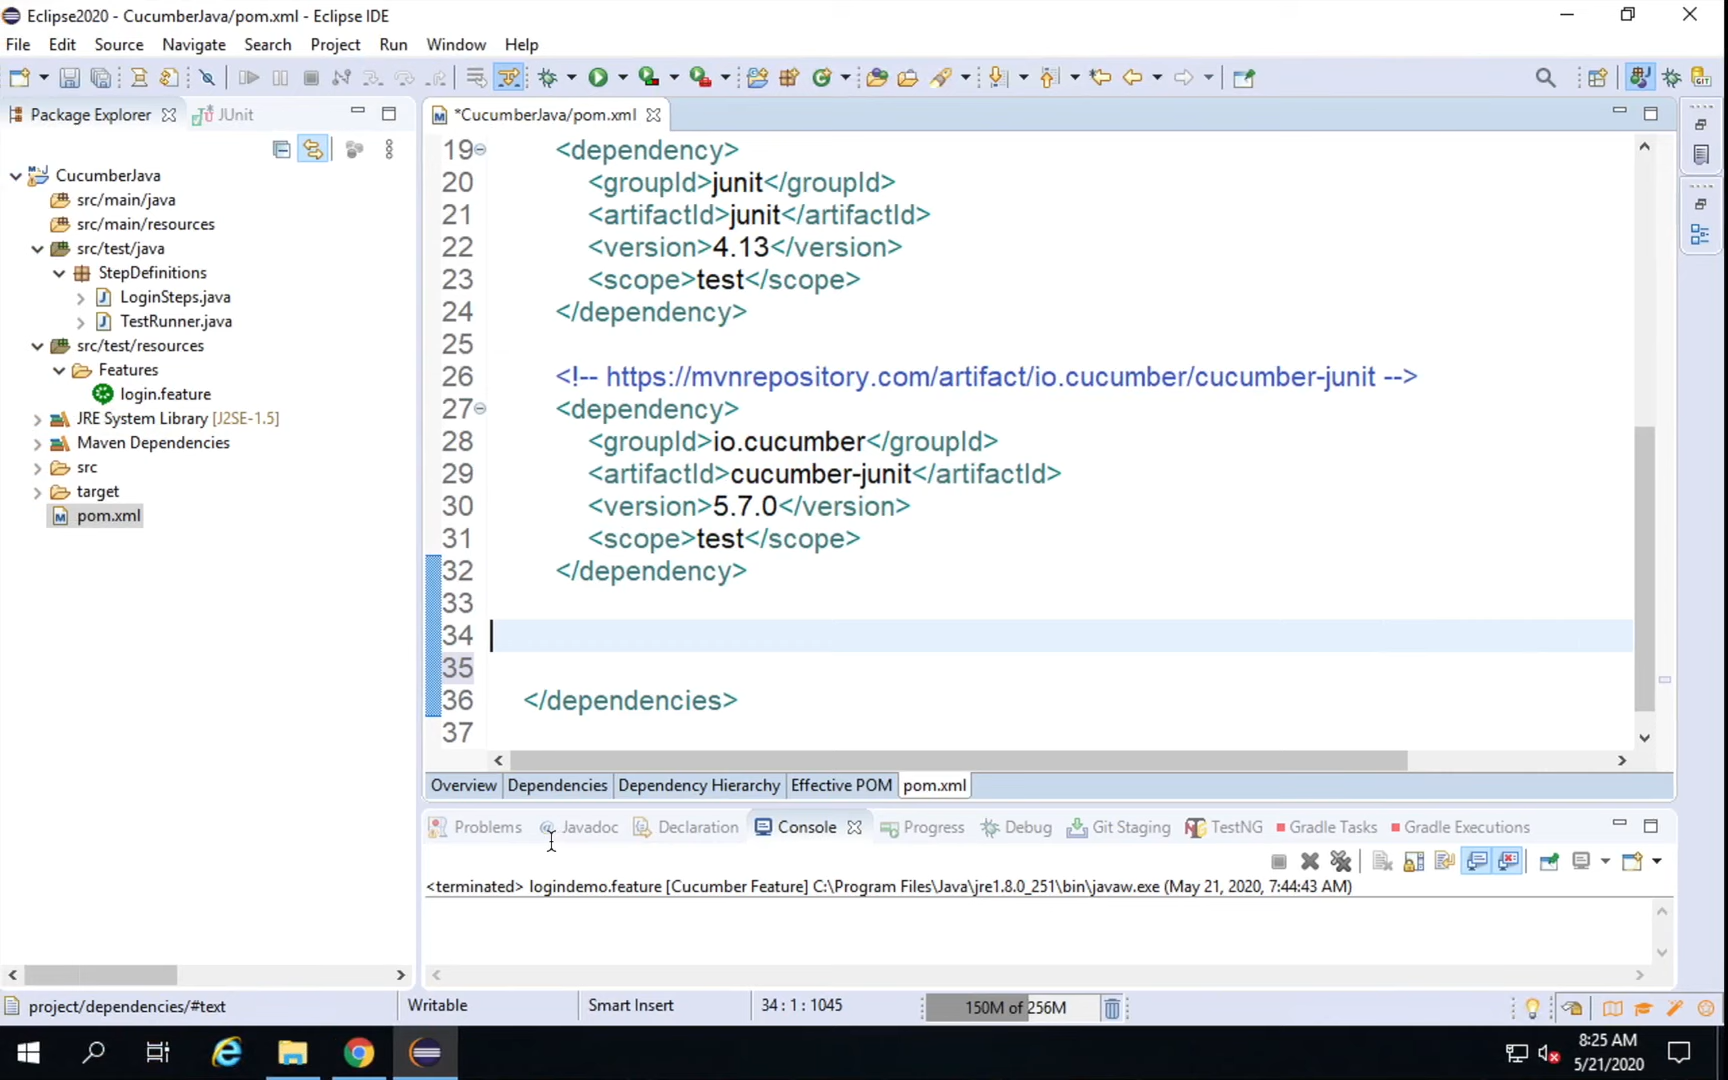 Eclipse2020 - CucumberJava/pom.xml - Eclipse IDE
File Edit Source Navigate Search Project Run Window Help
Package Explorer JUnit
*CucumberJava/pom.xml
CucumberJava
src/main/java
src/main/resources
src/test/java
StepDefinitions
LoginSteps.java
TestRunner.java
src/test/resources
Features
login.feature
JRE System Library [J2SE-1.5]
Maven Dependencies
src
target
pom.xml
19 <dependency>
20 <groupId>junit</groupId>
21 <artifactId>junit</artifactId>
22 <version>4.13</version>
23 <scope>test</scope>
24 </dependency>
25
26 <!-- https://mvnrepository.com/artifact/io.cucumber/cucumber-junit -->
27 <dependency>
28 <groupId>io.cucumber</groupId>
29 <artifactId>cucumber-junit</artifactId>
30 <version>5.7.0</version>
31 <scope>test</scope>
32 </dependency>
33
34
35
36 </dependencies>
37
Overview Dependencies Dependency Hierarchy Effective POM pom.xml
Problems @ Javadoc Declaration Console Progress Debug Git Staging TestNG Gradle Tasks Gradle Executions
<terminated> logindemo.feature [Cucumber Feature] C:\Program Files\Java\jre1.8.0_251\bin\javaw.exe (May 21, 2020, 7:44:43 AM)
project/dependencies/#text Writable Smart Insert 34 : 1 : 1045 150M of 256M
8:25 AM
5/21/2020